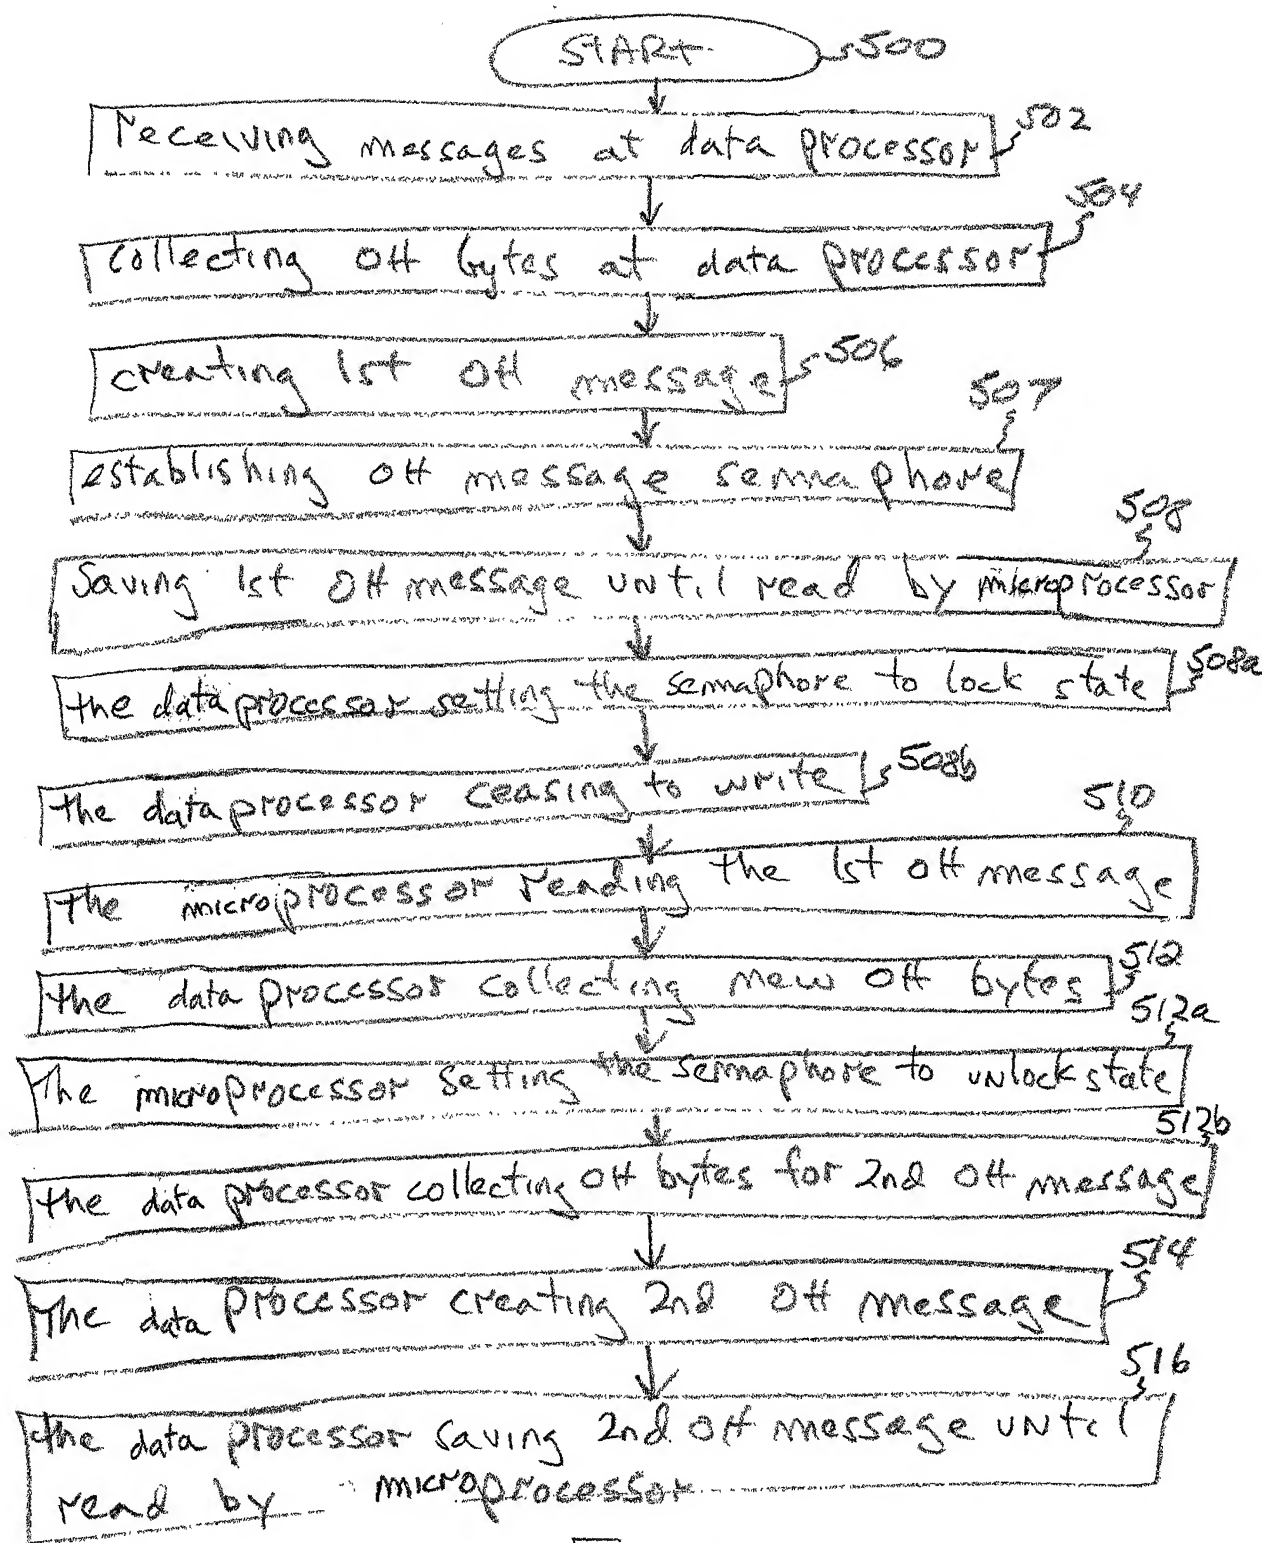 START 500
receiving messages at data processor 502
504
collecting OH bytes at data processor
creating 1st OH message 506
507
establishing OH message semaphore
508
Saving 1st OH message until read by microprocessor
the data processor setting the semaphore to lock state 508a
the data processor ceasing to write 508b
510
the microprocessor reading the 1st OH message
the data processor collecting new OH bytes 512
512a
The microprocessor setting the semaphore to unlock state
512b
the data processor collecting OH bytes for 2nd OH message
514
The data processor creating 2nd OH message
516
the data processor saving 2nd OH message until
read by microprocessor